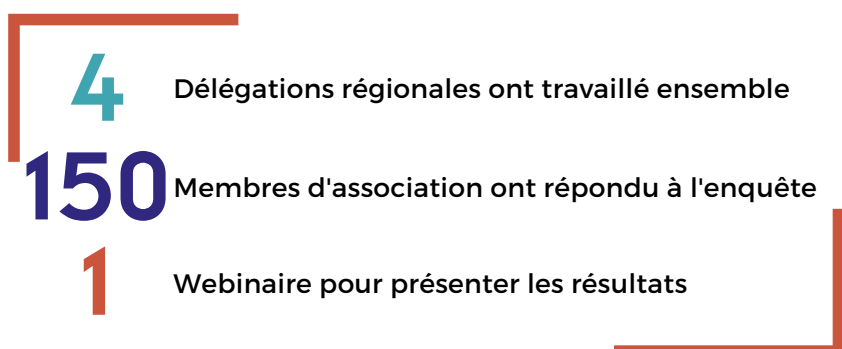 4 Délégations régionales ont travaillé ensemble
150 Membres d'association ont répondu à l'enquête
1 Webinaire pour présenter les résultats